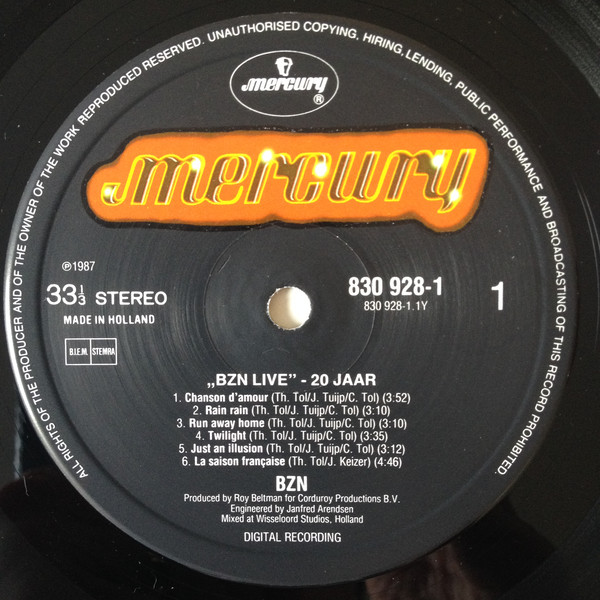 ALL RIGHTS OF THE PRODUCER AND OF THE OWNER OF THE WORK REPRODUCED RESERVED. UNAUTHORISED COPYING, HIRING, LENDING, PUBLIC PERFORMANCE AND BROADCASTING OF THIS RECORD PROHIBITED.
mercury
®
mercury
℗1987
33⅓ STEREO
MADE IN HOLLAND
B.I.E.M. STEMRA
830 928-1
830 928-1.1Y
1
„BZN LIVE” - 20 JAAR
1. Chanson d'amour (Th. Tol/J. Tuijp/C. Tol) (3:52)
2. Rain rain (Th. Tol/J. Tuijp/C. Tol) (3:10)
3. Run away home (Th. Tol/J. Tuijp/C. Tol) (3:10)
4. Twilight (Th. Tol/J. Tuijp/C. Tol) (3:35)
5. Just an illusion (Th. Tol/J. Tuijp/C. Tol) (3:12)
6. La saison française (Th. Tol/J. Keizer) (4:46)
BZN
Produced by Roy Beltman for Corduroy Productions B.V.
Engineered by Janfred Arendsen
Mixed at Wisseloord Studios, Holland
DIGITAL RECORDING